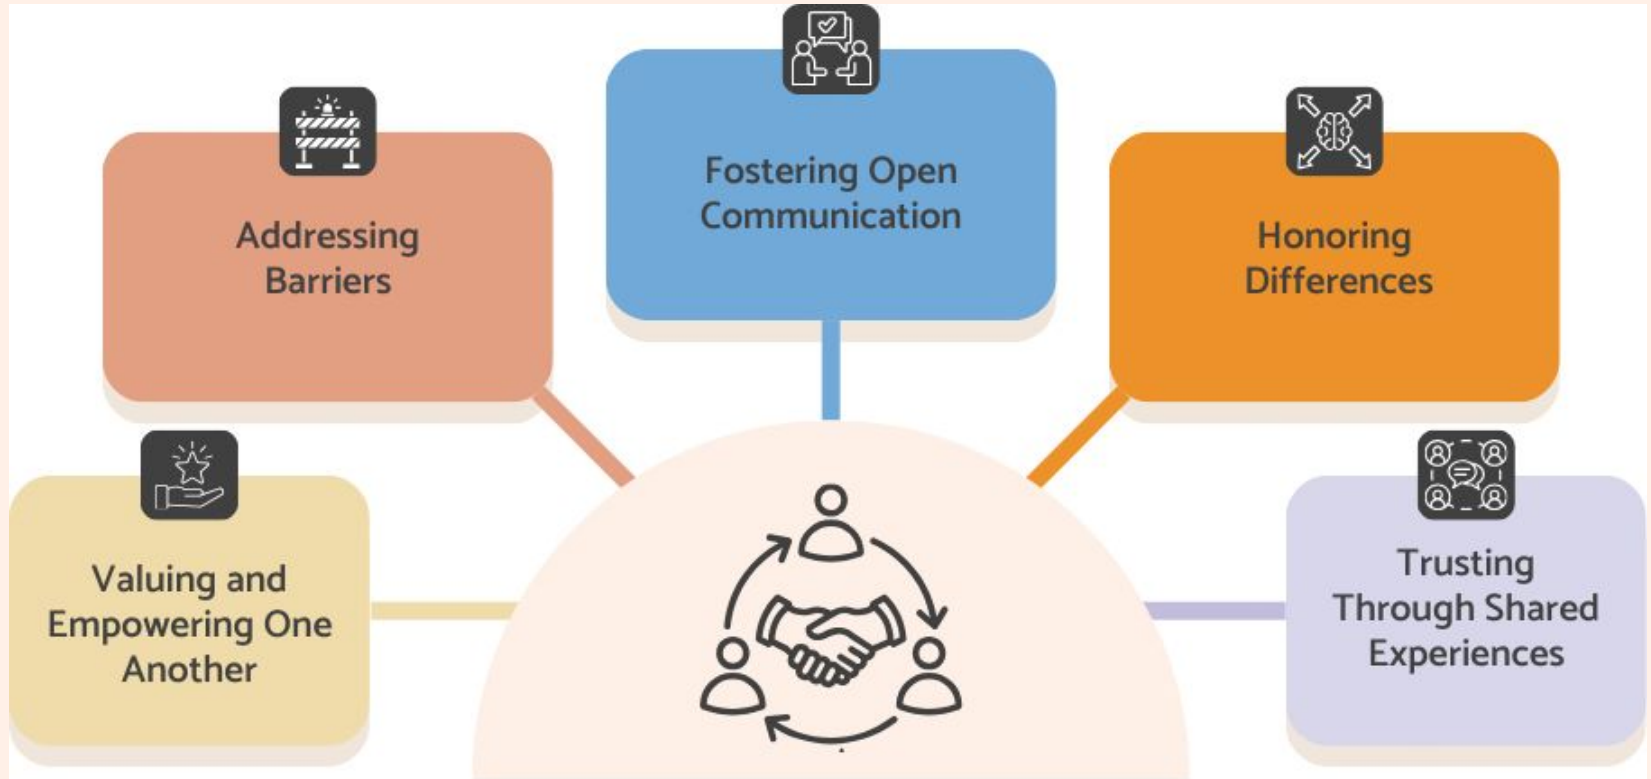 Fostering Open
Communication
Addressing
Barriers
Honoring
Differences
Valuing and
Empowering One
Another
Trusting
Through Shared
Experiences